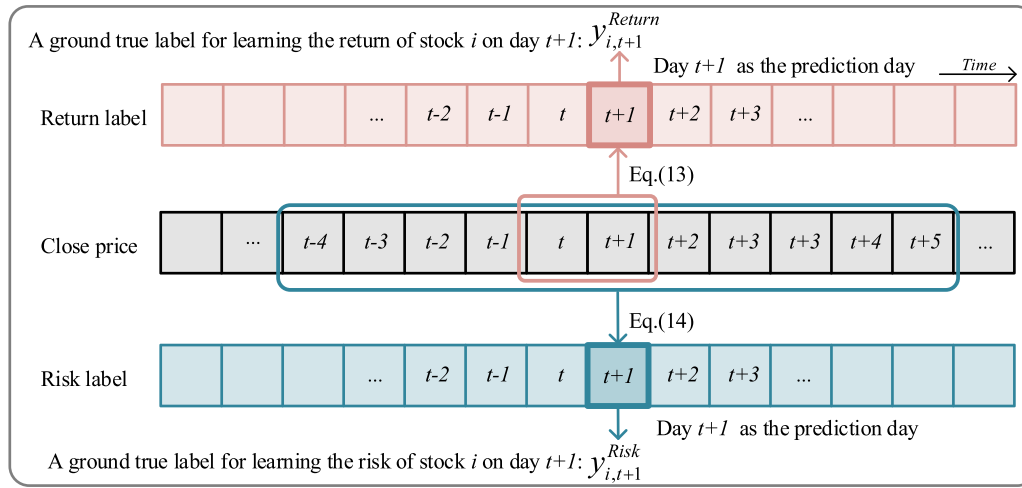 A ground true label for learning the return of stock i on day t+1: y_{i,t+1}^{Return}
Day t+1 as the prediction day
Time
Return label
... t-2 t-1 t t+1 t+2 t+3 ...
Eq.(13)
Close price
... t-4 t-3 t-2 t-1 t t+1 t+2 t+3 t+3 t+4 t+5 ...
Eq.(14)
Risk label
... t-2 t-1 t t+1 t+2 t+3 ...
Day t+1 as the prediction day
A ground true label for learning the risk of stock i on day t+1: y_{i,t+1}^{Risk}